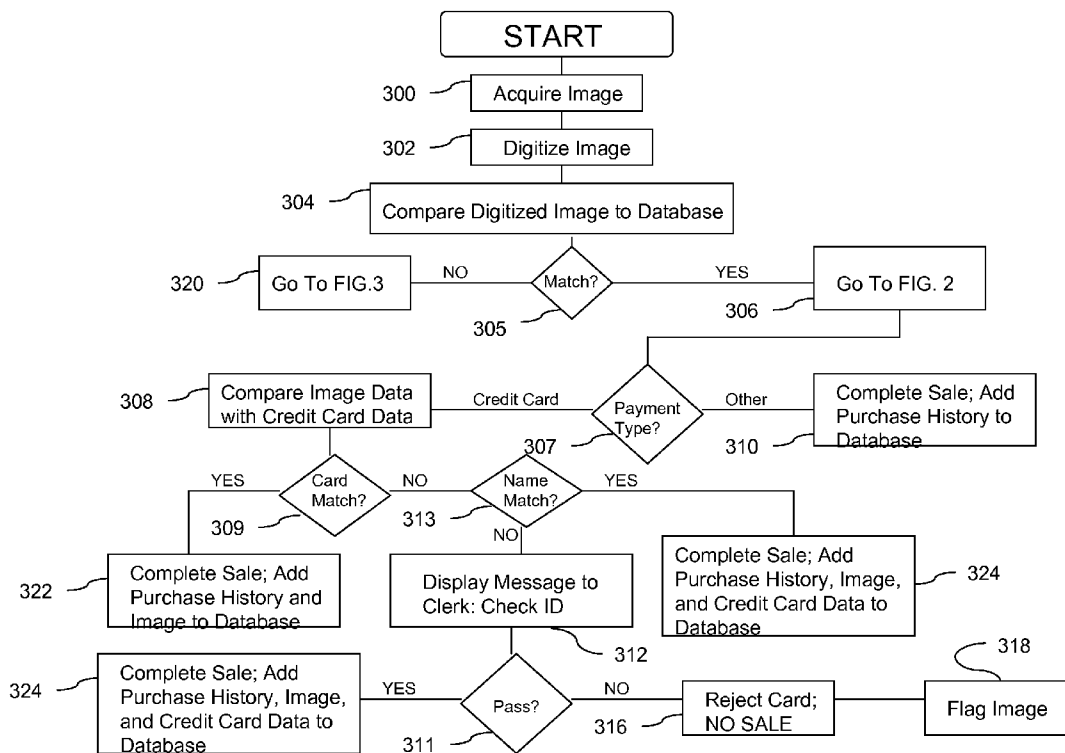 START
300
Acquire Image
302
Digitize Image
304
Compare Digitized Image to Database
320
Go To FIG.3
NO
Match?
305
YES
306
Go To FIG. 2
308
Compare Image Data
with Credit Card Data
Credit Card
Payment
Type?
307
Other
Complete Sale; Add
Purchase History to
Database
310
YES
Card
Match?
309
NO
Name
Match?
313
YES
NO
322
Complete Sale; Add
Purchase History and
Image to Database
Display Message to
Clerk: Check ID
312
Complete Sale; Add
Purchase History, Image,
and Credit Card Data to
Database
324
324
Complete Sale; Add
Purchase History, Image,
and Credit Card Data to
Database
YES
Pass?
311
NO
316
Reject Card;
NO SALE
318
Flag Image